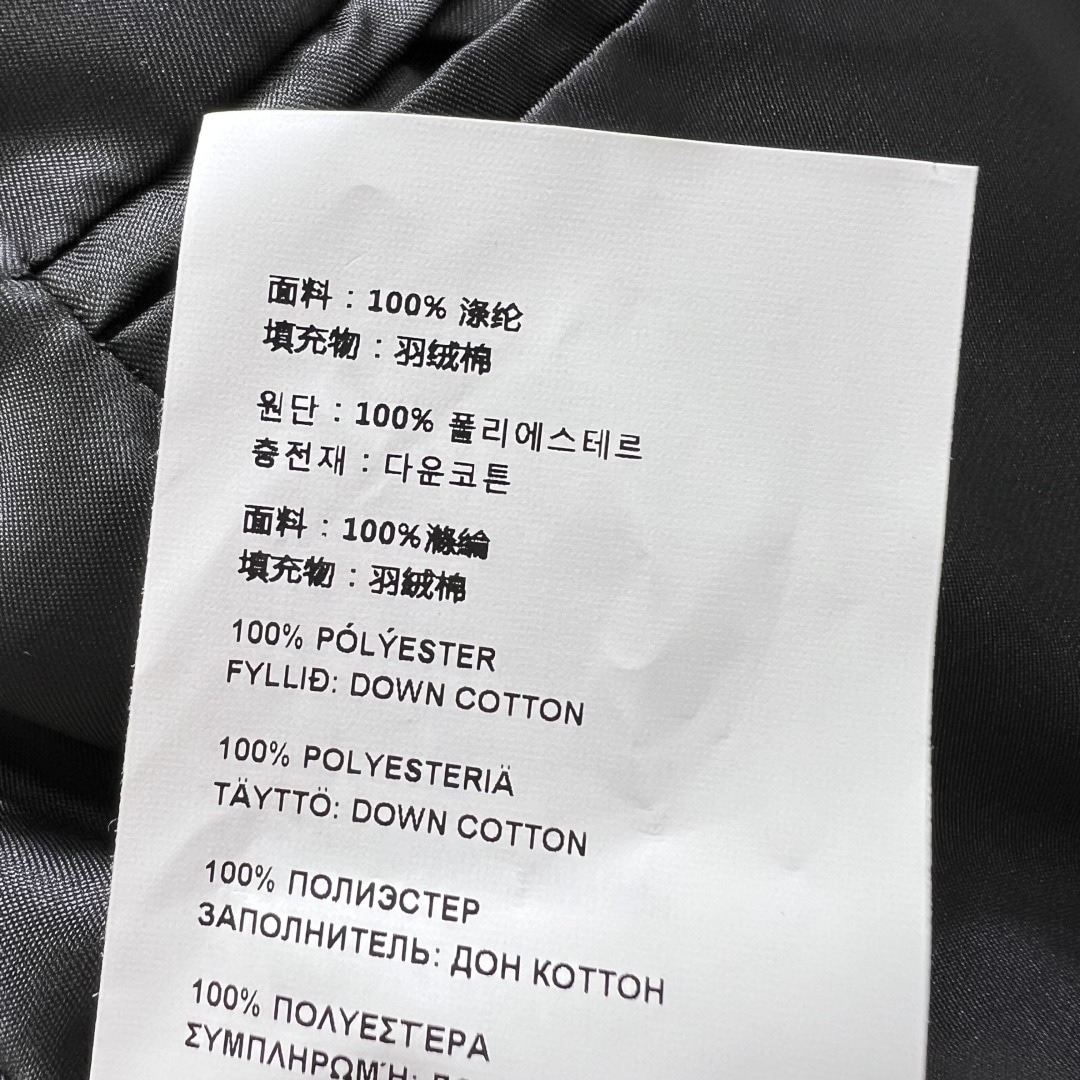 面料：100% 涤纶
填充物：羽绒棉
원단 : 100% 폴리에스테르
충전재 : 다운코튼
面料：100%滌綸
填充物：羽絨棉
100% PÓLÝESTER
FYLLIÐ: DOWN COTTON
100% POLYESTERIÄ
TÄYTTÖ: DOWN COTTON
100% ПОЛИЭСТЕР
ЗАПОЛНИТЕЛЬ: ДОН КОТТОН
100% ΠΟΛΥΕΣΤΕΡΑ
ΣΥΜΠΛΗΡΩΜΉ: